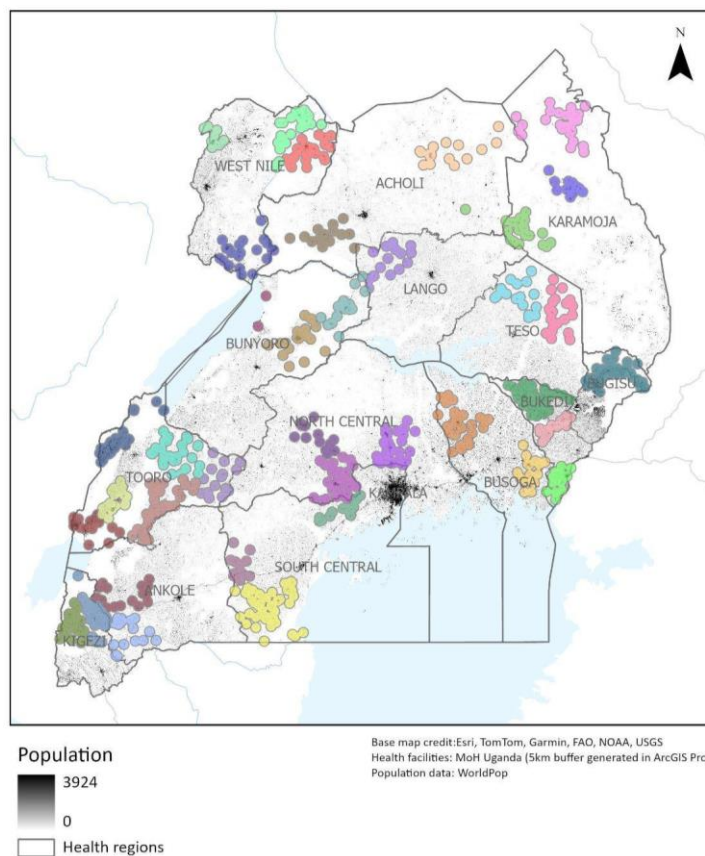 N
WEST NILE
ACHOLI
KARAMOJA
LANGO
TESO
BUNYORO
BUGISU
BUKEDI
NORTH CENTRAL
TOORO
KAMPALA
BUSOGA
SOUTH CENTRAL
ANKOLE
KIGEZI
Population
3924
0
Health regions
Base map credit:Esri, TomTom, Garmin, FAO, NOAA, USGS
Health facilities: MoH Uganda (5km buffer generated in ArcGIS Pro
Population data: WorldPop